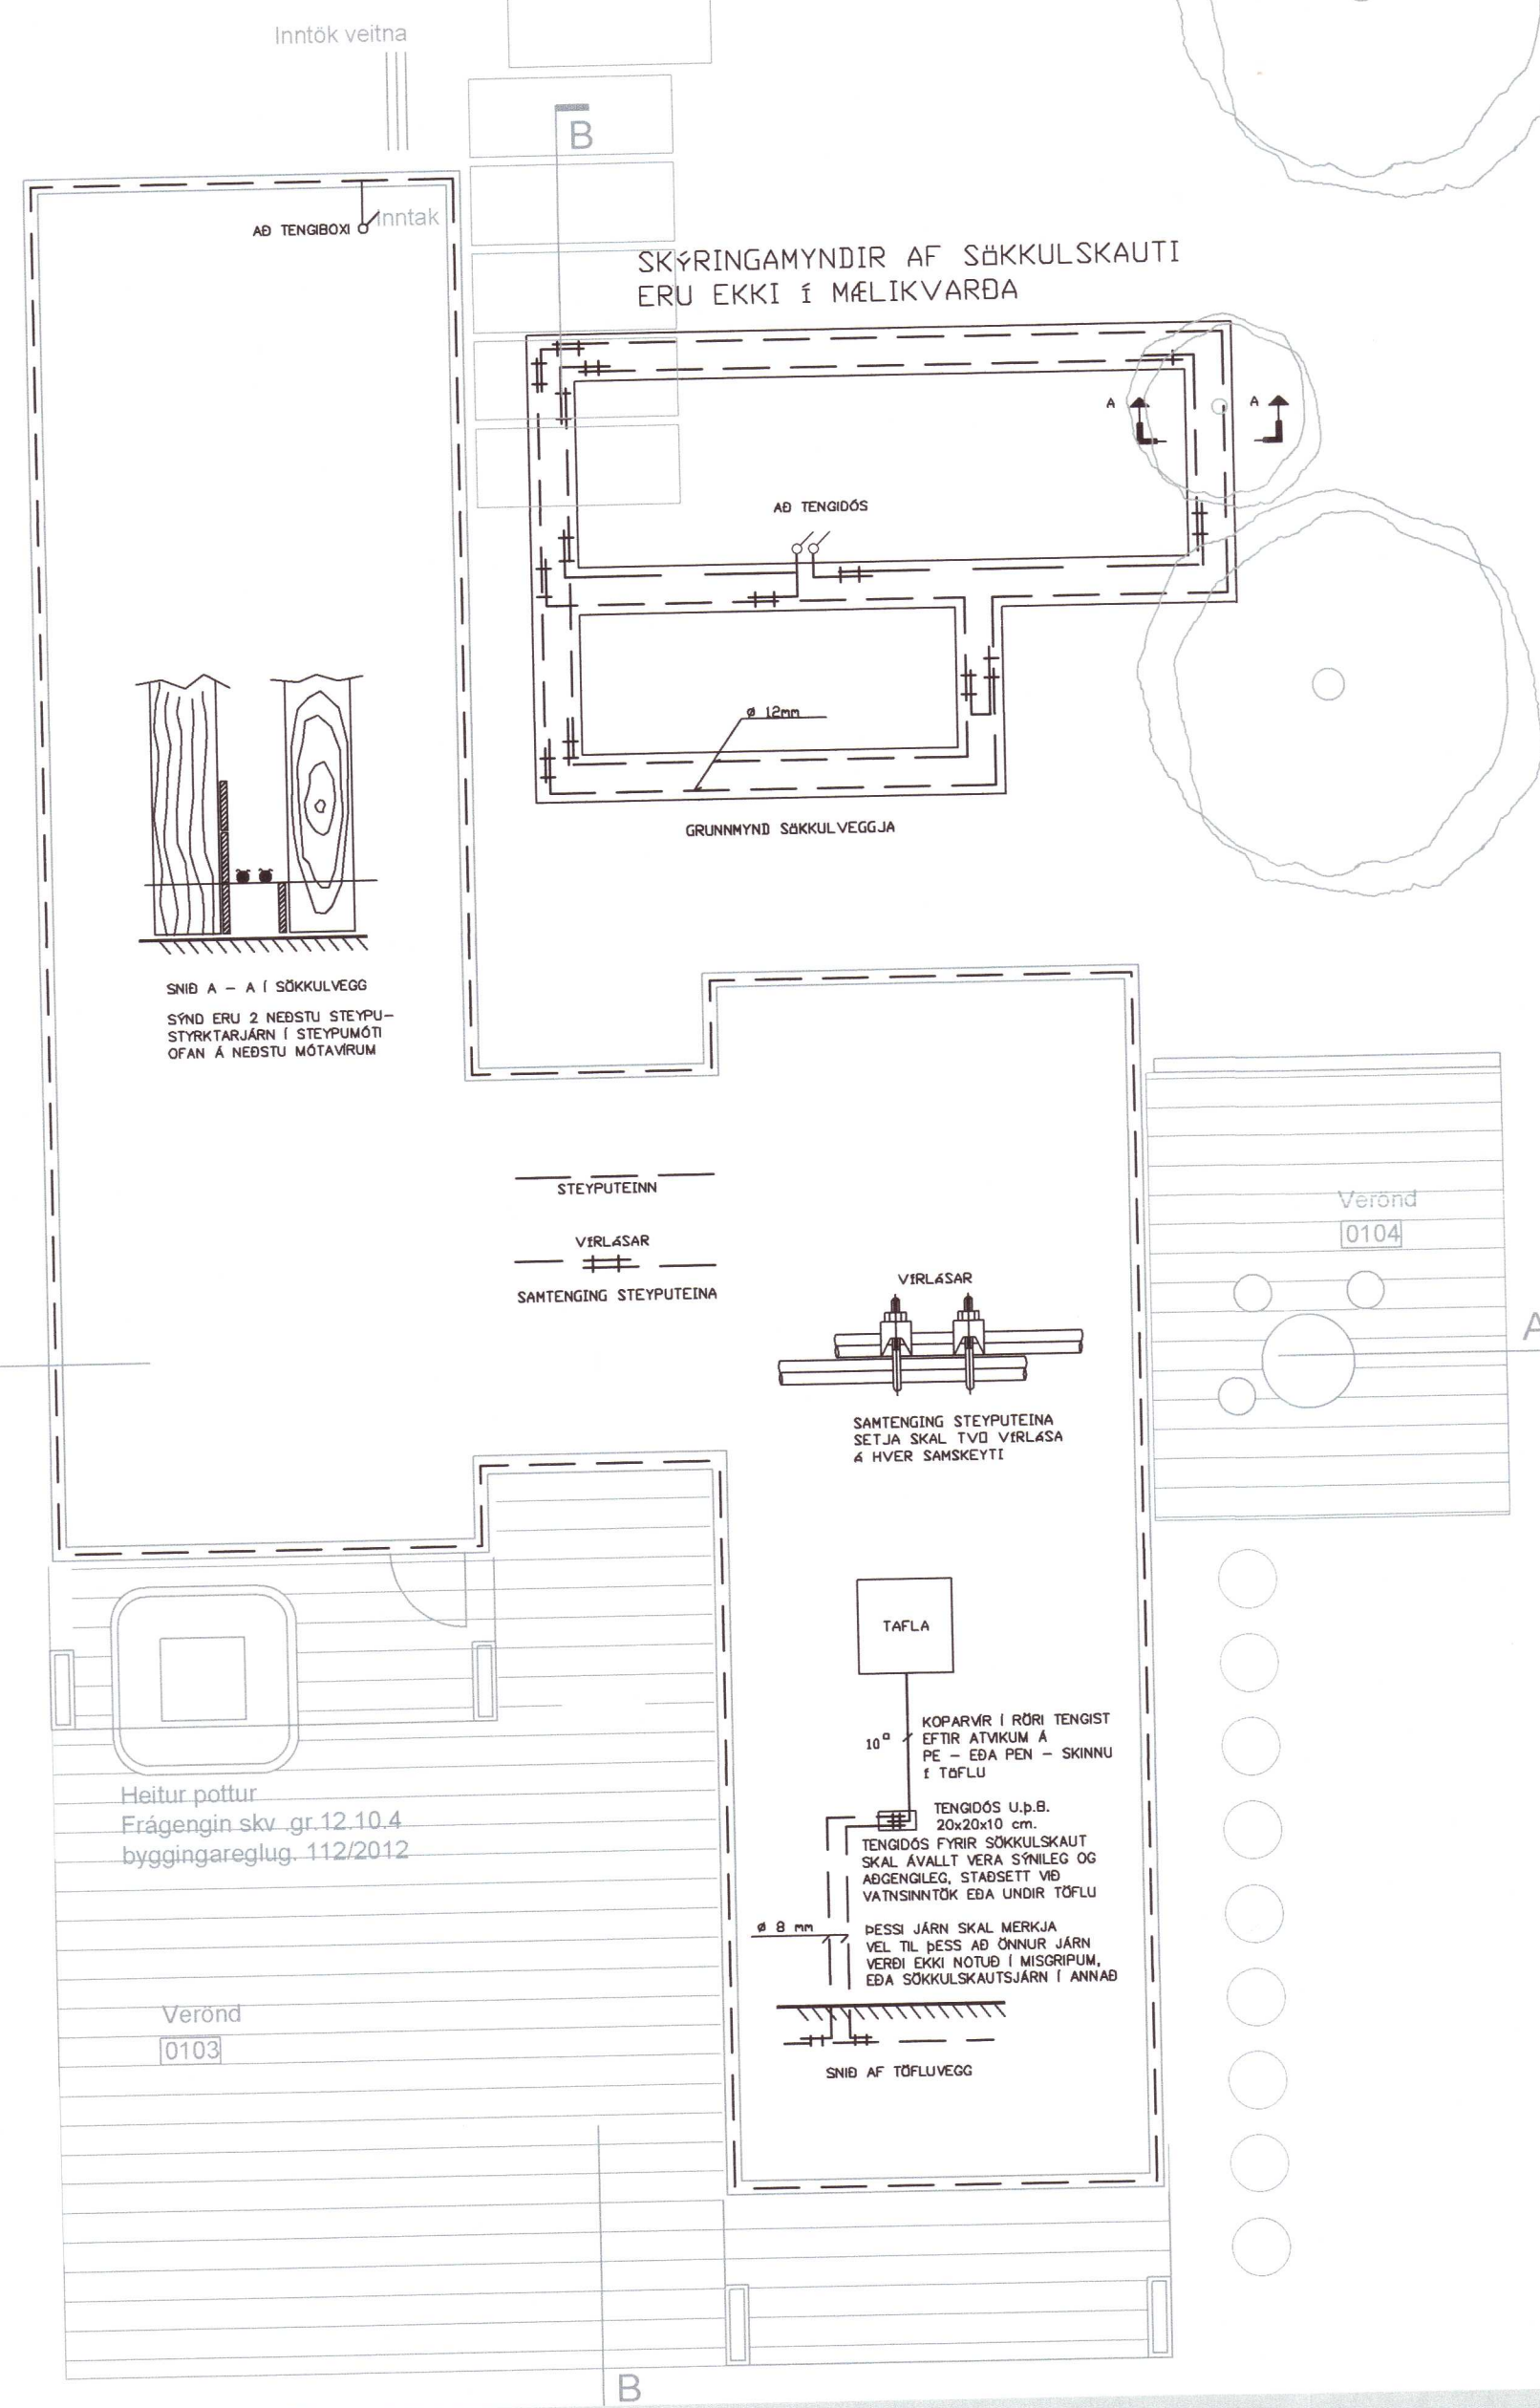 Inntök veitna
B
AÐ TENGIBOXI
Inntak
SKÝRINGAMYNDIR AF SÖKKULSKAUTI
ERU EKKI Í MÆLIKVARÐA
A
A
AÐ TENGIDÓS
ø 12mm
GRUNNMYND SÖKKULVEGGJA
SNIÐ A - A Í SÖKKULVEGG
SÝND ERU 2 NEÐSTU STEYPU-
STYRKTARJÁRN Í STEYPUMÓTI
OFAN Á NEÐSTU MÓTAVÍRUM
STEYPUTEINN
VÍRLÁSAR
SAMTENGING STEYPUTEINA
VÍRLÁSAR
SAMTENGING STEYPUTEINA
SETJA SKAL TVO VÍRLÁSA
Á HVER SAMSKEYTI
Verönd
0104
A
TAFLA
10▫
KOPARVÍR Í RÖRI TENGIST
EFTIR ATVIKUM Á
PE - EÐA PEN - SKINNU
Í TÖFLU
TENGIDÓS U.Þ.B.
20x20x10 cm.
TENGIDÓS FYRIR SÖKKULSKAUT
SKAL ÁVALLT VERA SÝNILEG OG
AÐGENGILEG, STAÐSETT VIÐ
VATNSINNTÖK EÐA UNDIR TÖFLU
ø 8 mm
ÞESSI JÁRN SKAL MERKJA
VEL TIL ÞESS AÐ ÖNNUR JÁRN
VERÐI EKKI NOTUÐ Í MISGRIPUM,
EÐA SÖKKULSKAUTSJÁRN Í ANNAÐ
SNIÐ AF TÖFLUVEGG
Heitur pottur
Frágengin skv .gr.12.10.4
byggingareglug. 112/2012
Verönd
0103
B